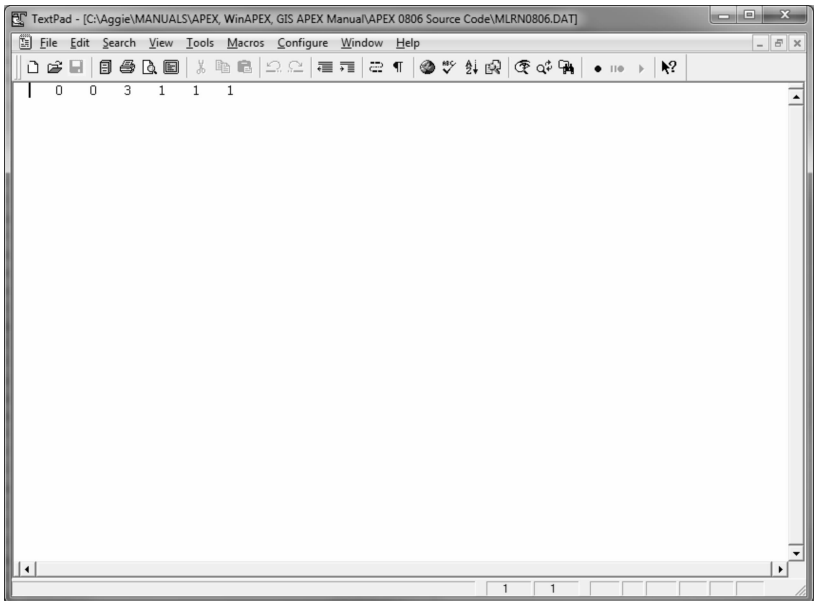 TextPad - [C:\Aggie\MANUALS\APEX, WinAPEX, GIS APEX Manual\APEX 0806 Source Code\MLRN0806.DAT]
File Edit Search View Tools Macros Configure Window Help
0 0 3 1 1 1
1 1